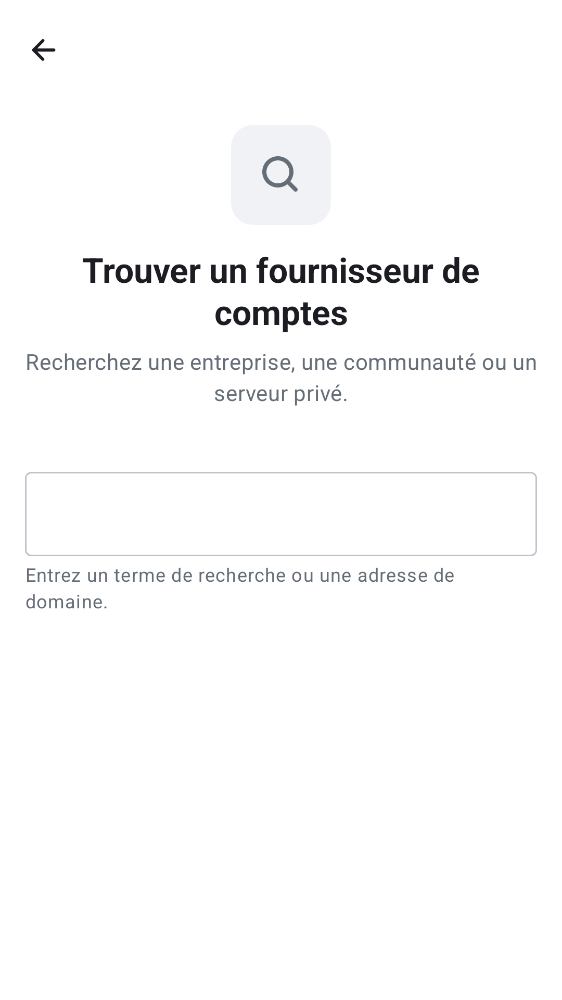 Trouver un fournisseur de
comptes
Recherchez une entreprise, une communauté ou un
serveur privé.
Entrez un terme de recherche ou une adresse de
domaine.